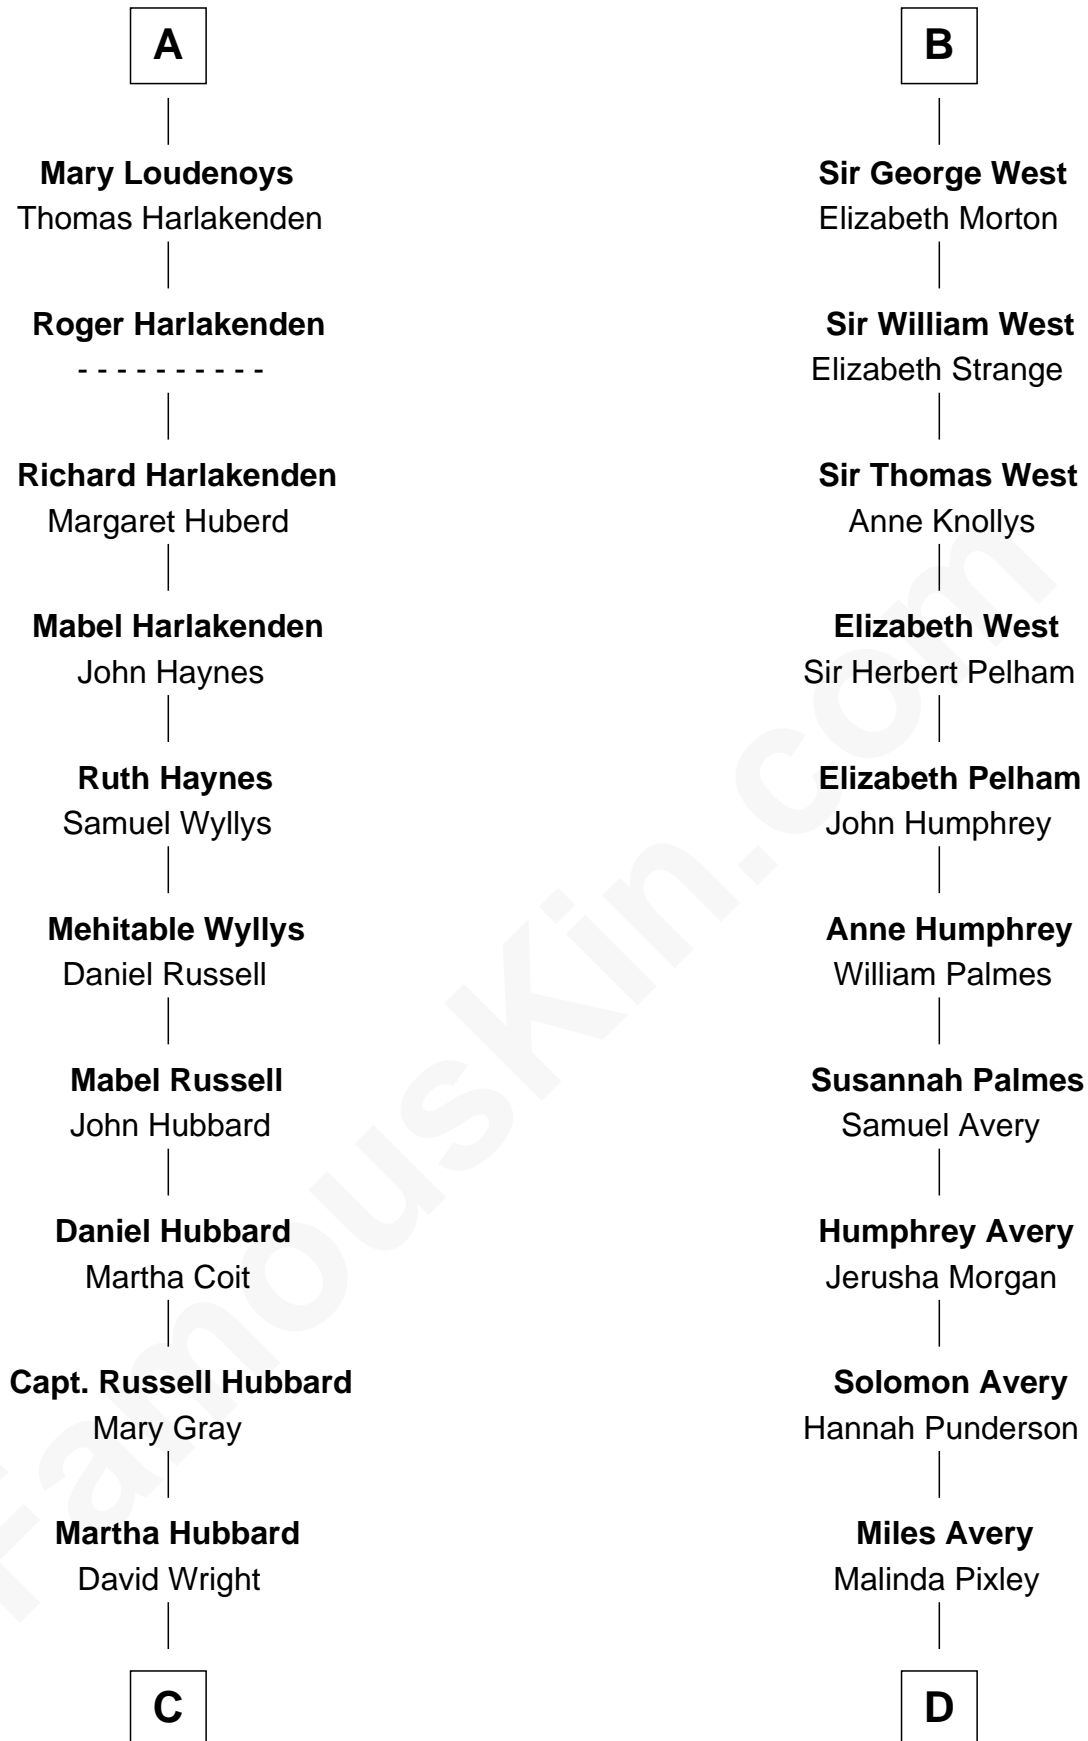 A
Mary Loudenoys
Thomas Harlakenden
Roger Harlakenden
- - - - - - - - - -
Richard Harlakenden
Margaret Huberd
Mabel Harlakenden
John Haynes
Ruth Haynes
Samuel Wyllys
Mehitable Wyllys
Daniel Russell
Mabel Russell
John Hubbard
Daniel Hubbard
Martha Coit
Capt. Russell Hubbard
Mary Gray
Martha Hubbard
David Wright
C
B
Sir George West
Elizabeth Morton
Sir William West
Elizabeth Strange
Sir Thomas West
Anne Knollys
Elizabeth West
Sir Herbert Pelham
Elizabeth Pelham
John Humphrey
Anne Humphrey
William Palmes
Susannah Palmes
Samuel Avery
Humphrey Avery
Jerusha Morgan
Solomon Avery
Hannah Punderson
Miles Avery
Malinda Pixley
D
FamousKin.com